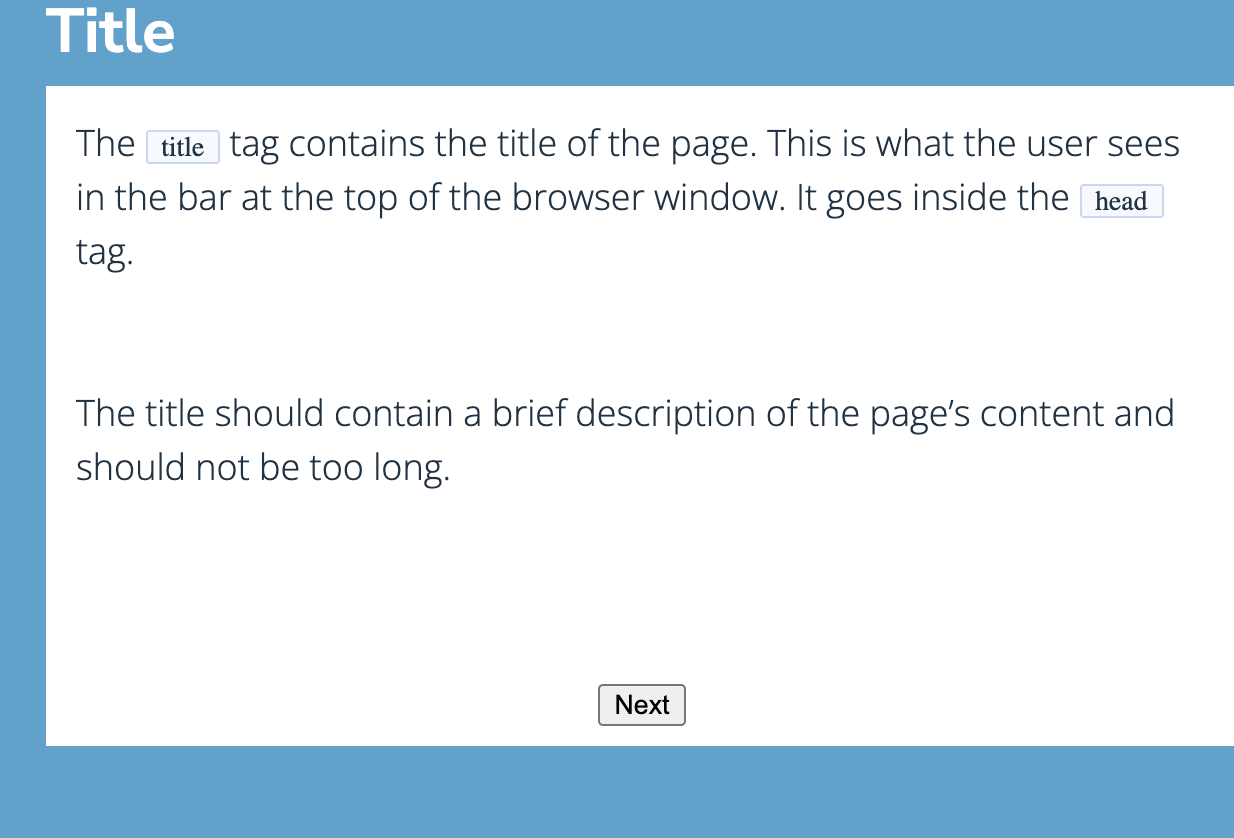 Title
The title tag contains the title of the page. This is what the user sees
in the bar at the top of the browser window. It goes inside the head
tag.
The title should contain a brief description of the page’s content and
should not be too long.
Next